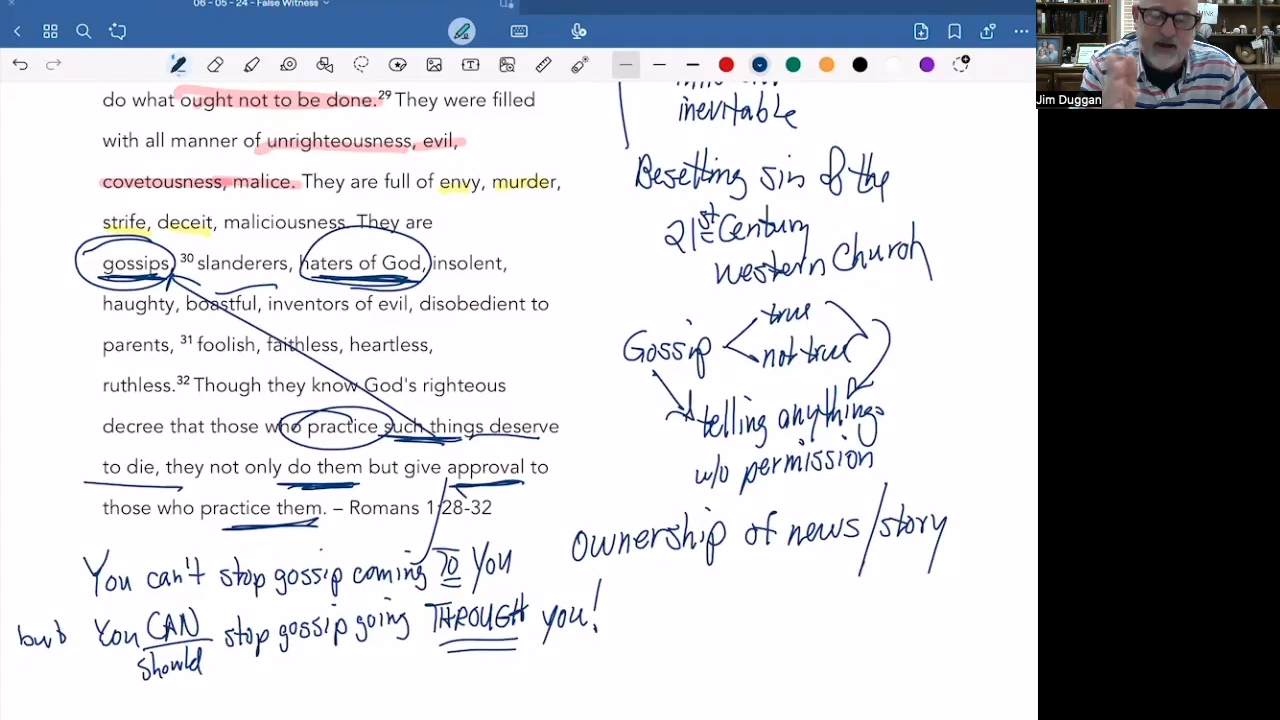 06 - 05 - 24 - False Witness
Jim Duggan
do what ought not to be done.²⁹ They were filled
with all manner of unrighteousness, evil,
covetousness, malice. They are full of envy, murder,
strife, deceit, maliciousness. They are
gossips, ³⁰ slanderers, haters of God, insolent,
haughty, boastful, inventors of evil, disobedient to
parents, ³¹ foolish, faithless, heartless,
ruthless.³² Though they know God's righteous
decree that those who practice such things deserve
to die, they not only do them but give approval to
those who practice them. – Romans 1:28-32
You can't stop gossip coming TO You
but You CAN stop gossip going THROUGH you!
should
inevitable
Besetting sin of the
21st Century
Western Church
Gossip
true
not true
telling anything
w/o permission
ownership of news/story